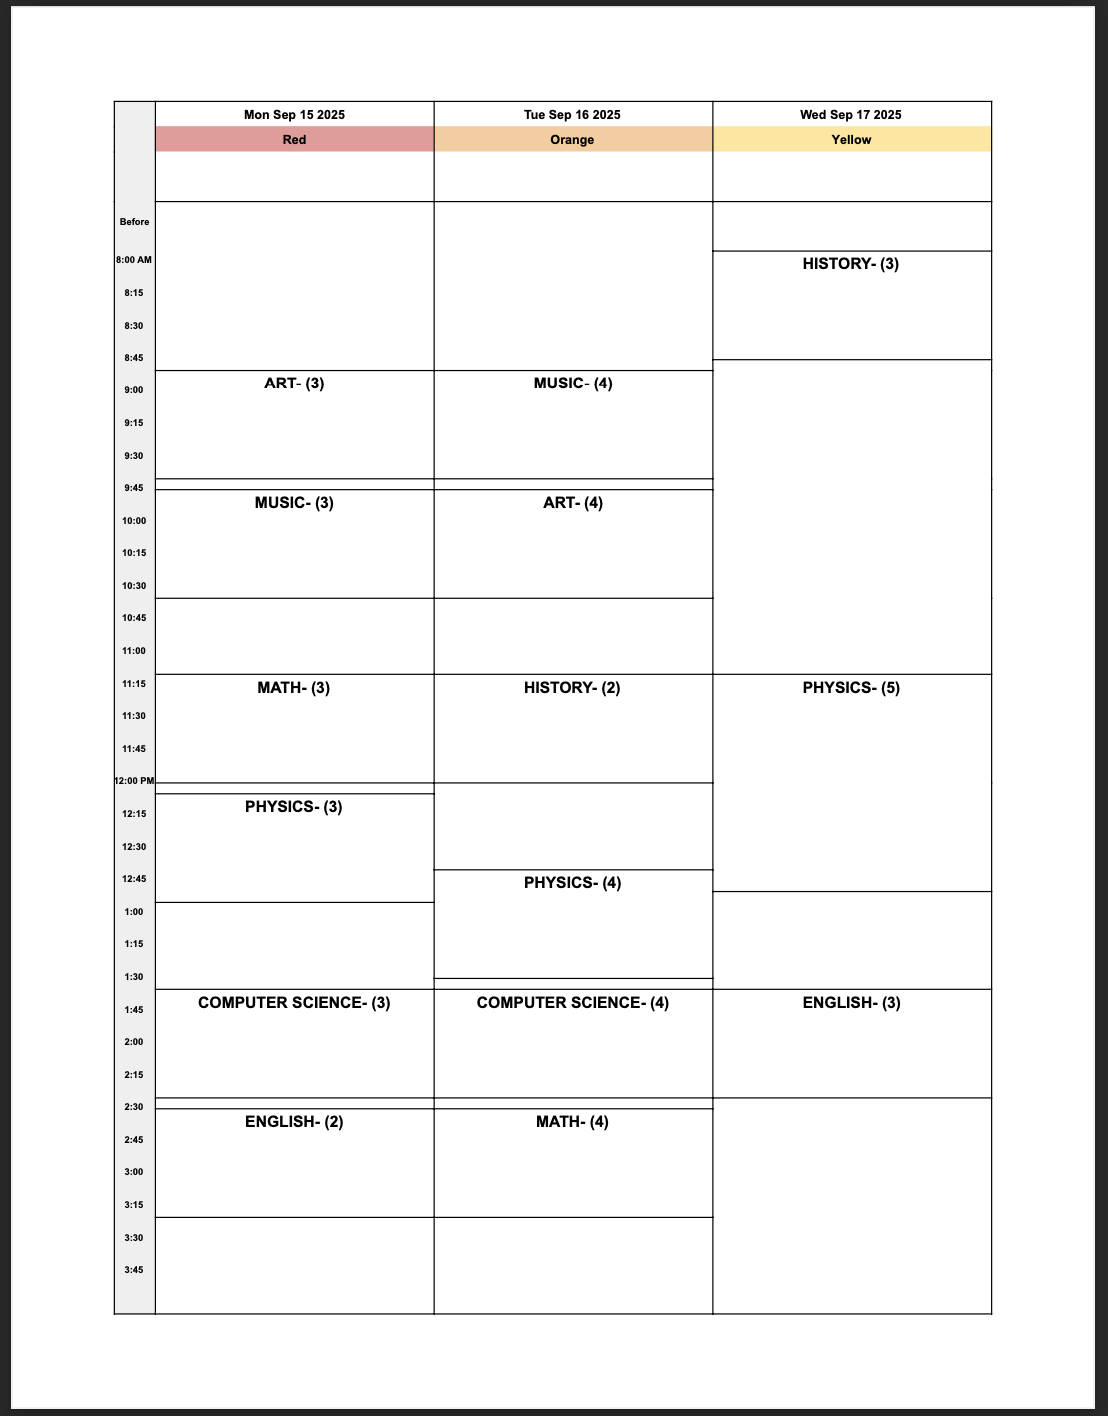 Mon Sep 15 2025 Tue Sep 16 2025 Wed Sep 17 2025
Red Orange Yellow
Before
8:00 AM HISTORY- (3)
8:15
8:30
8:45
ART- (3) MUSIC- (4)
9:00
9:15
9:30
9:45
MUSIC- (3) ART- (4)
10:00
10:15
10:30
10:45
11:00
11:15 MATH- (3) HISTORY- (2) PHYSICS- (5)
11:30
11:45
12:00 PM
PHYSICS- (3)
12:15
12:30
12:45 PHYSICS- (4)
1:00
1:15
1:30
COMPUTER SCIENCE- (3) COMPUTER SCIENCE- (4) ENGLISH- (3)
1:45
2:00
2:15
2:30
ENGLISH- (2) MATH- (4)
2:45
3:00
3:15
3:30
3:45